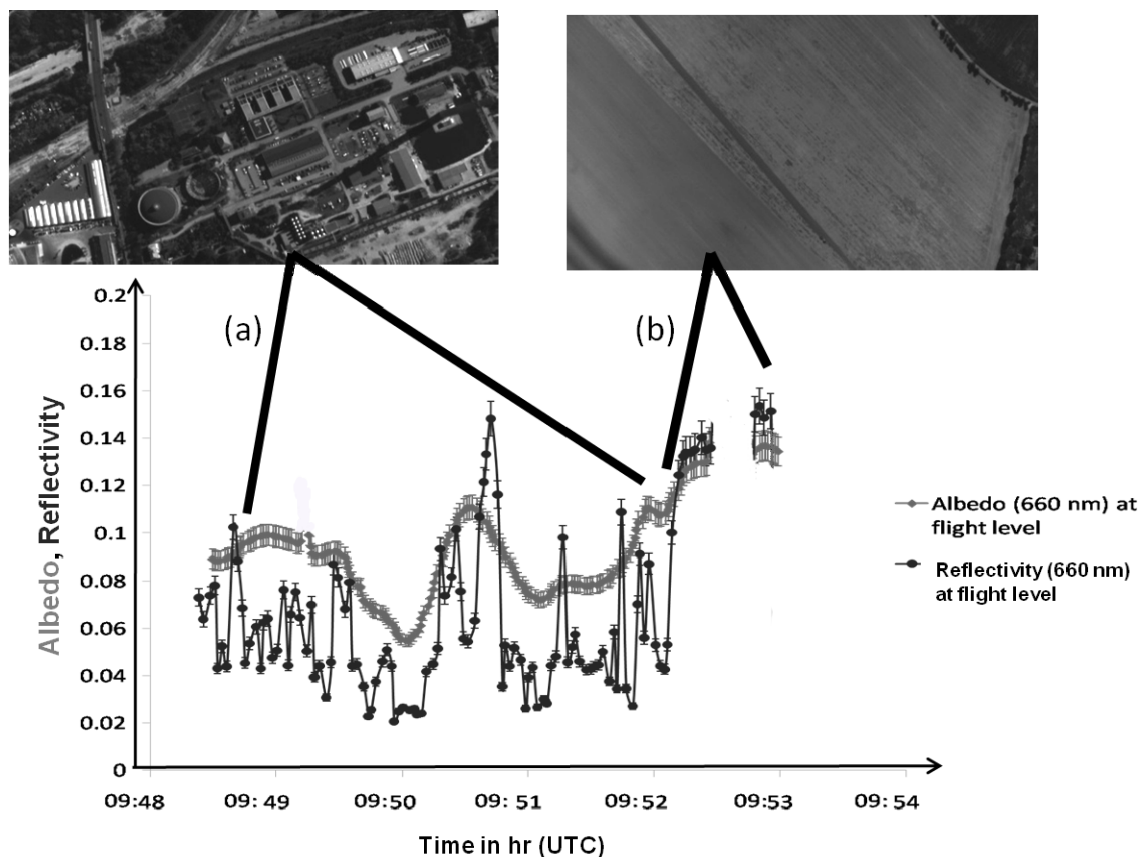 (a)
(b)
0.2
0.18
0.16
0.14
0.12
0.1
0.08
0.06
0.04
0.02
0
Albedo, Reflectivity
09:48
09: 49
09:50
09: 51
09:52
09:53
09: 54
Time in hr (UTC)
Albedo (660 nm) at
flight level
Reflectivity (660 nm)
at flight level